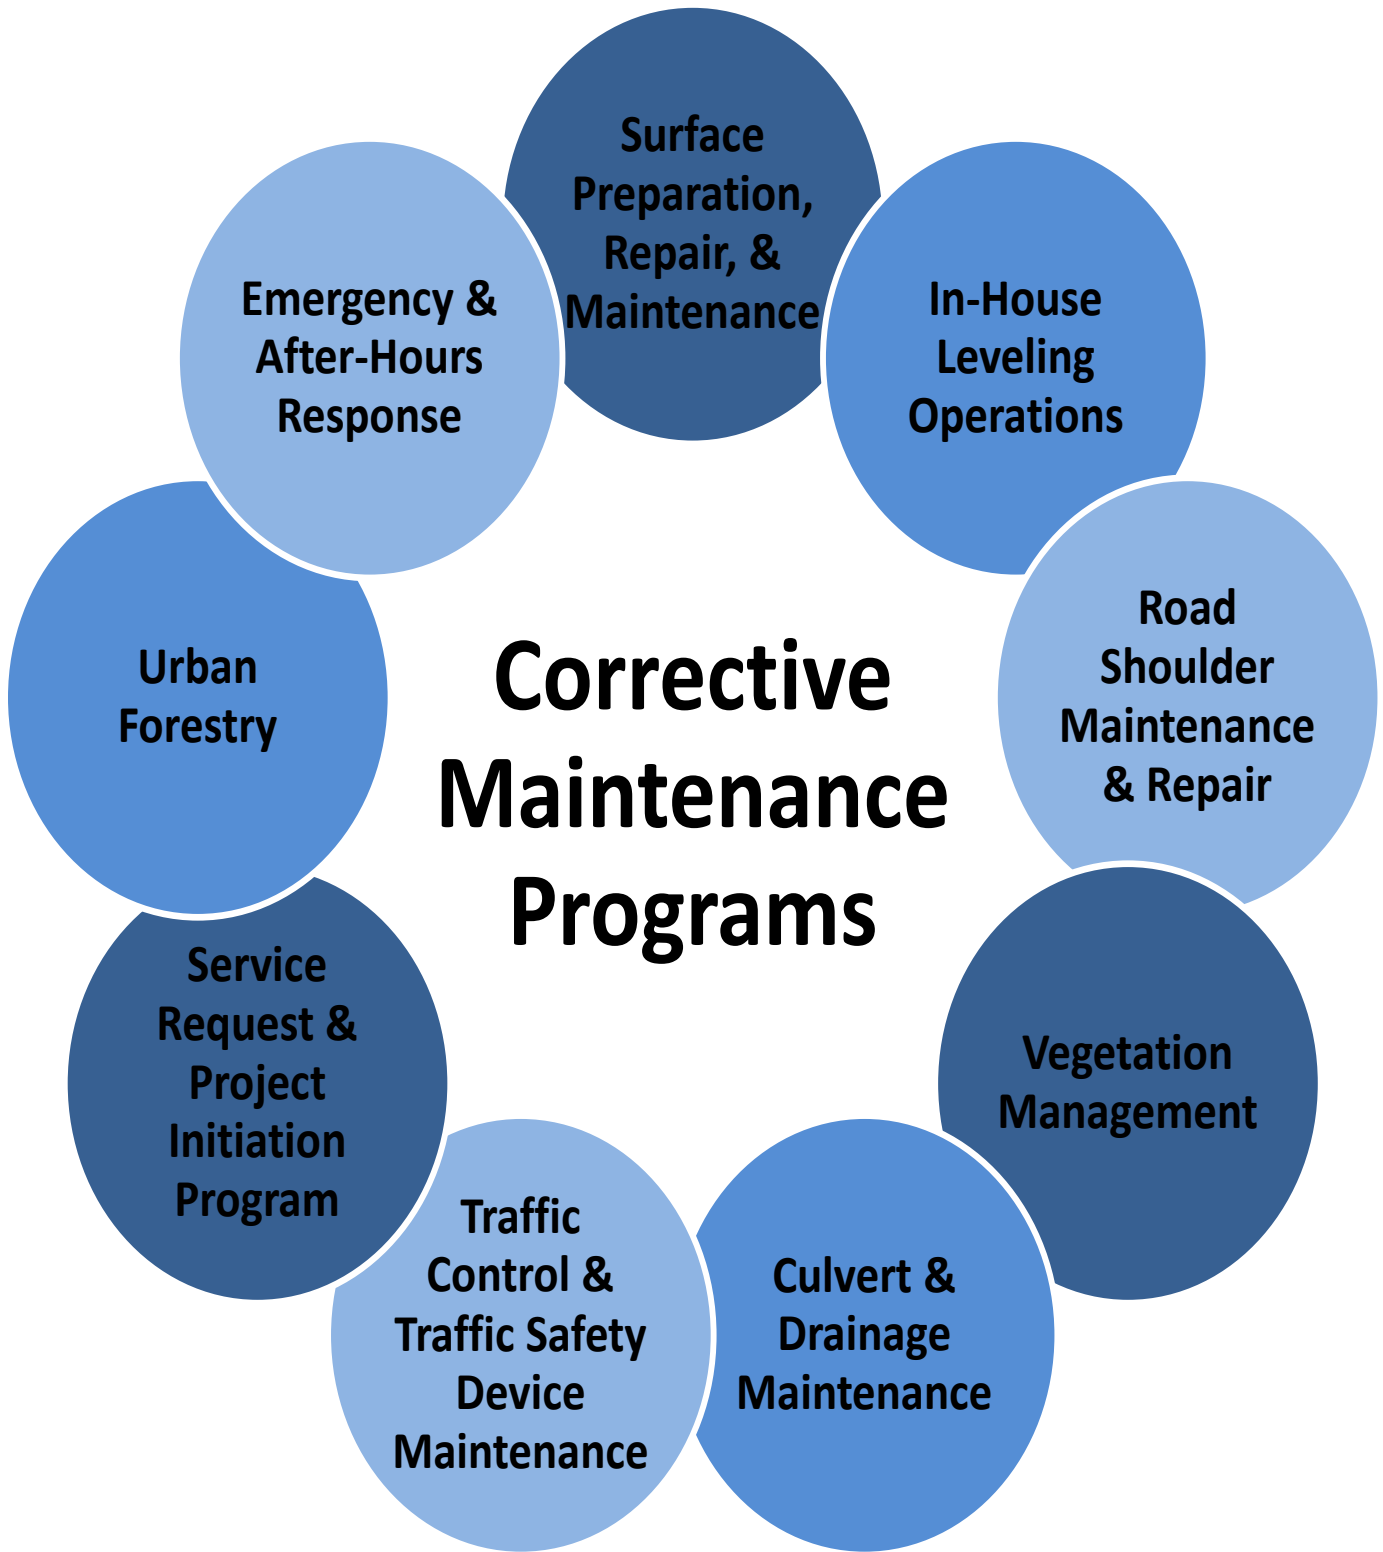 Surface
Preparation,
Repair, &
Maintenance
In-House
Leveling
Operations
Road
Shoulder
Maintenance
& Repair
Vegetation
Management
Culvert &
Drainage
Maintenance
Traffic
Control &
Traffic Safety
Device
Maintenance
Service
Request &
Project
Initiation
Program
Urban
Forestry
Emergency &
After-Hours
Response
Corrective
Maintenance
Programs